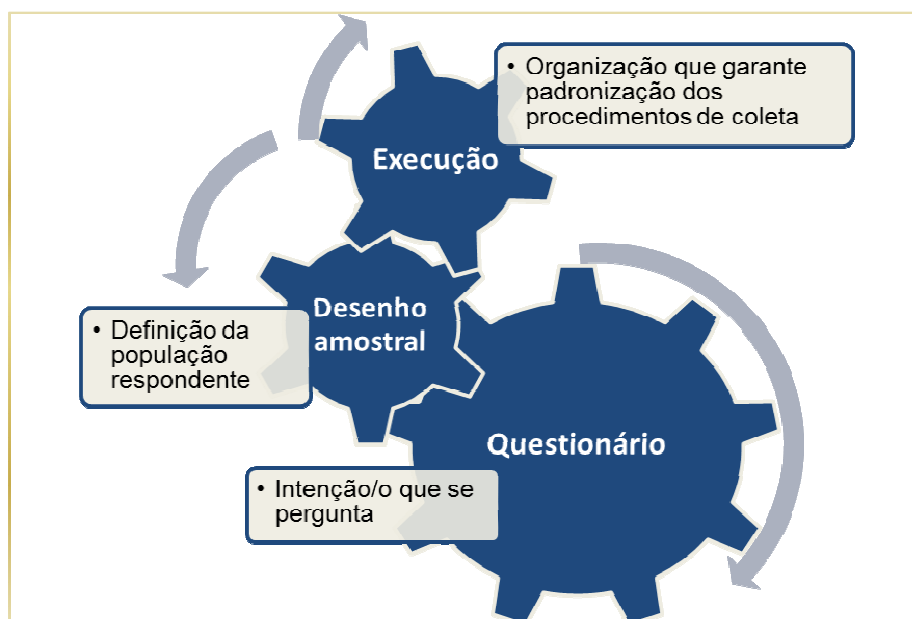 • Organização que garante
padronização dos
procedimentos de coleta
Execução
Desenho
amostral
• Definição da
população
respondente
Questionário
• Intenção/o que se
pergunta